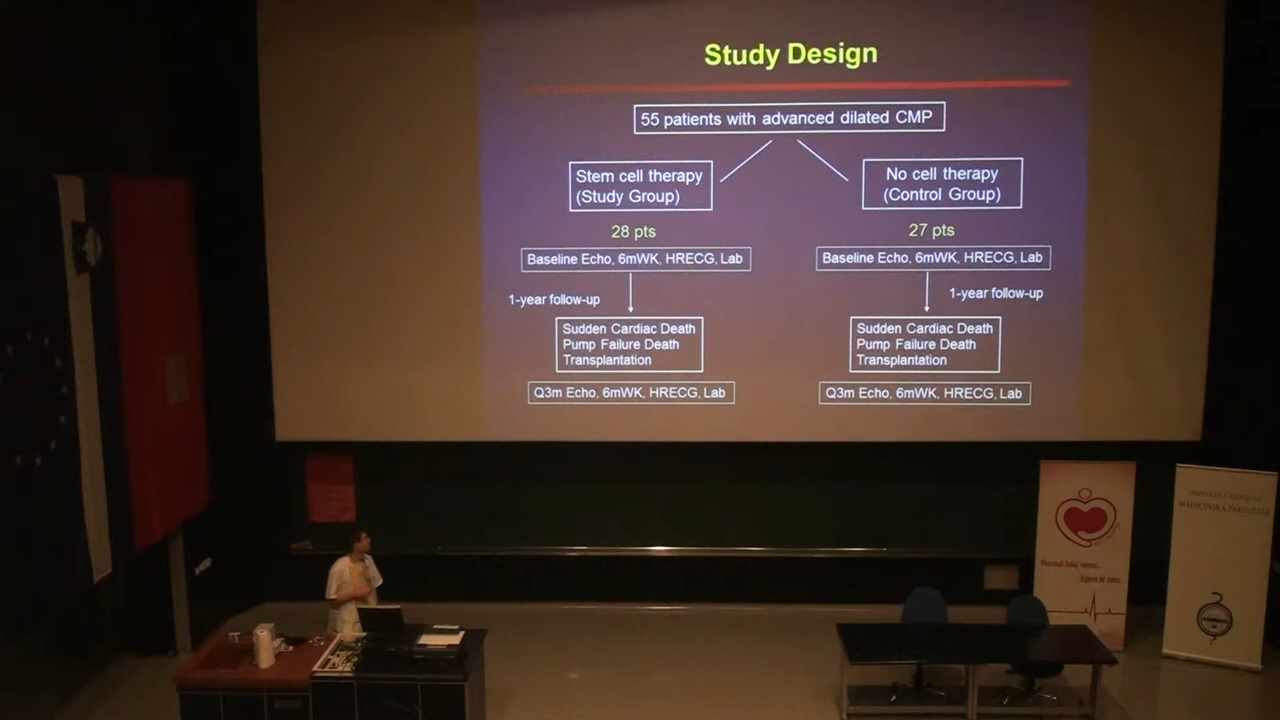 Study Design
55 patients with advanced dilated CMP
Stem cell therapy
(Study Group)
No cell therapy
(Control Group)
28 pts
27 pts
Baseline Echo, 6mWK, HRECG, Lab
Baseline Echo, 6mWK, HRECG, Lab
1-year follow-up
1-year follow-up
Sudden Cardiac Death
Pump Failure Death
Transplantation
Sudden Cardiac Death
Pump Failure Death
Transplantation
Q3m Echo, 6mWK, HRECG, Lab
Q3m Echo, 6mWK, HRECG, Lab
MEDICINSKA FAKULTETA